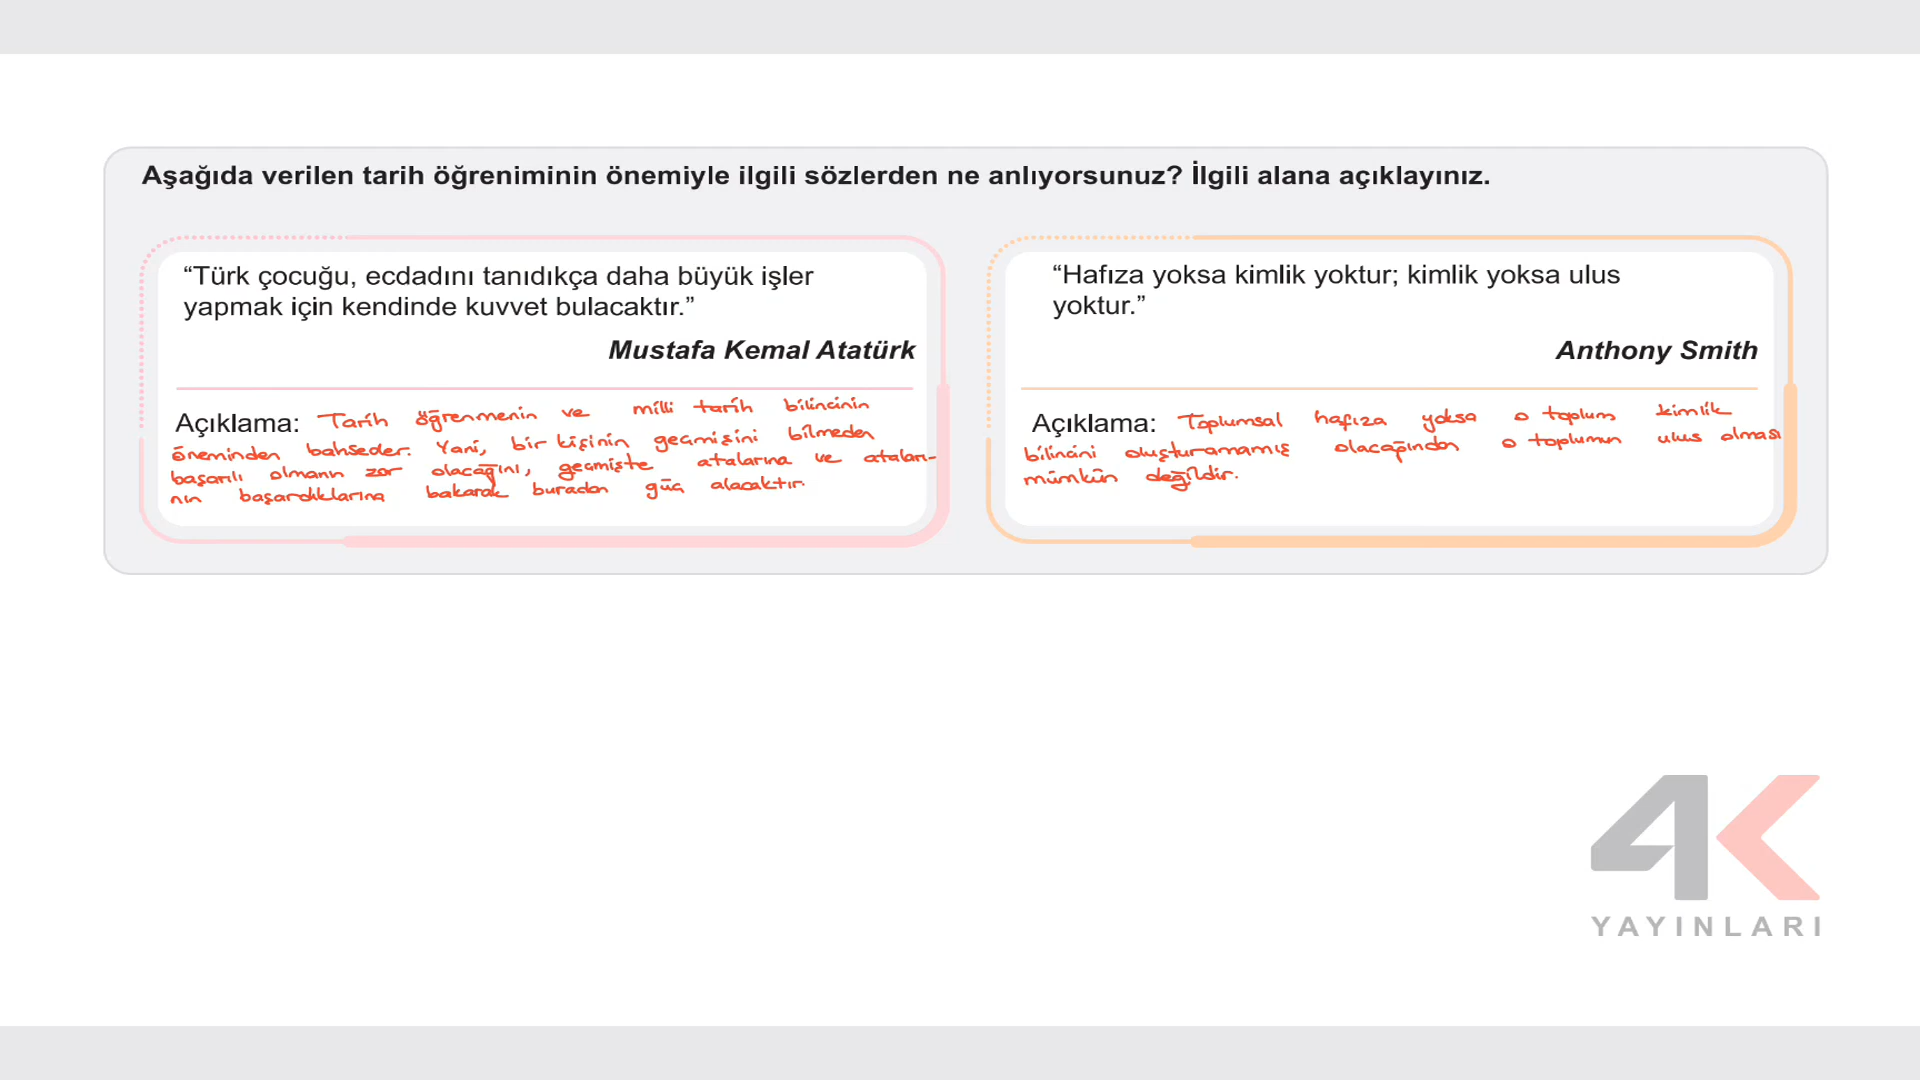 Aşağıda verilen tarih öğreniminin önemiyle ilgili sözlerden ne anlıyorsunuz? İlgili alana açıklayınız.
“Türk çocuğu, ecdadını tanıdıkça daha büyük işler
yapmak için kendinde kuvvet bulacaktır.”
Mustafa Kemal Atatürk
Açıklama: Tarih öğrenmenin ve milli tarih bilincinin
öneminden bahseder. Yani, bir kişinin geçmişini bilmeden
başarılı olmanın zor olacağını, geçmişte atalarına ve ataları-
nın başardıklarına bakarak buradan güç alacaktır.
“Hafıza yoksa kimlik yoktur; kimlik yoksa ulus
yoktur.”
Anthony Smith
Açıklama: Toplumsal hafıza yoksa o toplum kimlik
bilincini oluşturamamış olacağından o toplumun ulus olması
mümkün değildir.
4K
YAYINLARI